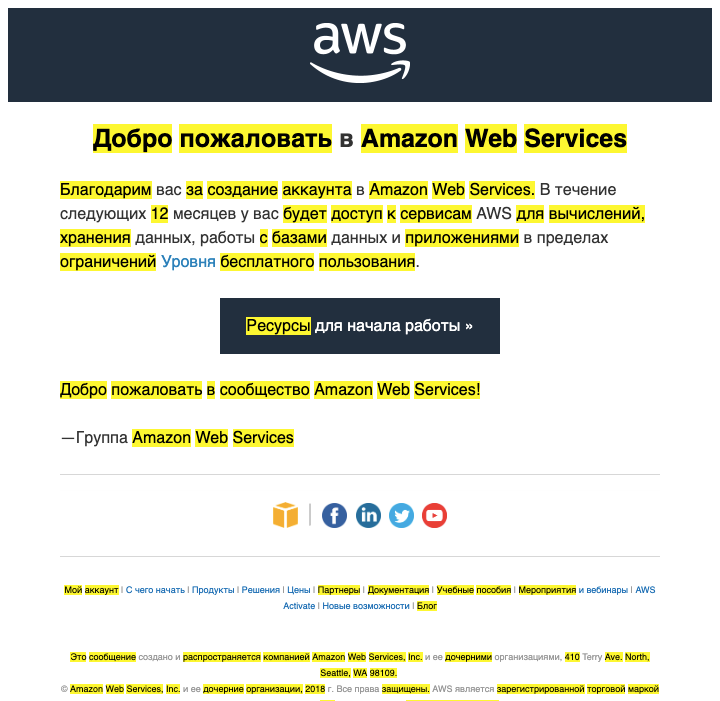 aws
Добро пожаловать в Amazon Web Services
Благодарим вас за создание аккаунта в Amazon Web Services. В течение
следующих 12 месяцев у вас будет доступ к сервисам AWS для вычислений,
хранения данных, работы с базами данных и приложениями в пределах
ограничений Уровня бесплатного пользования.
Ресурсы для начала работы »
Добро пожаловать в сообщество Amazon Web Services!
—Группа Amazon Web Services
Мой аккаунт | С чего начать | Продукты | Решения | Цены | Партнеры | Документация | Учебные пособия | Мероприятия и вебинары | AWS
Activate | Новые возможности | Блог
Это сообщение создано и распространяется компанией Amazon Web Services, Inc. и ее дочерними организациями, 410 Terry Ave. North,
Seattle, WA 98109.
© Amazon Web Services, Inc. и ее дочерние организации, 2018 г. Все права защищены. AWS является зарегистрированной торговой маркой